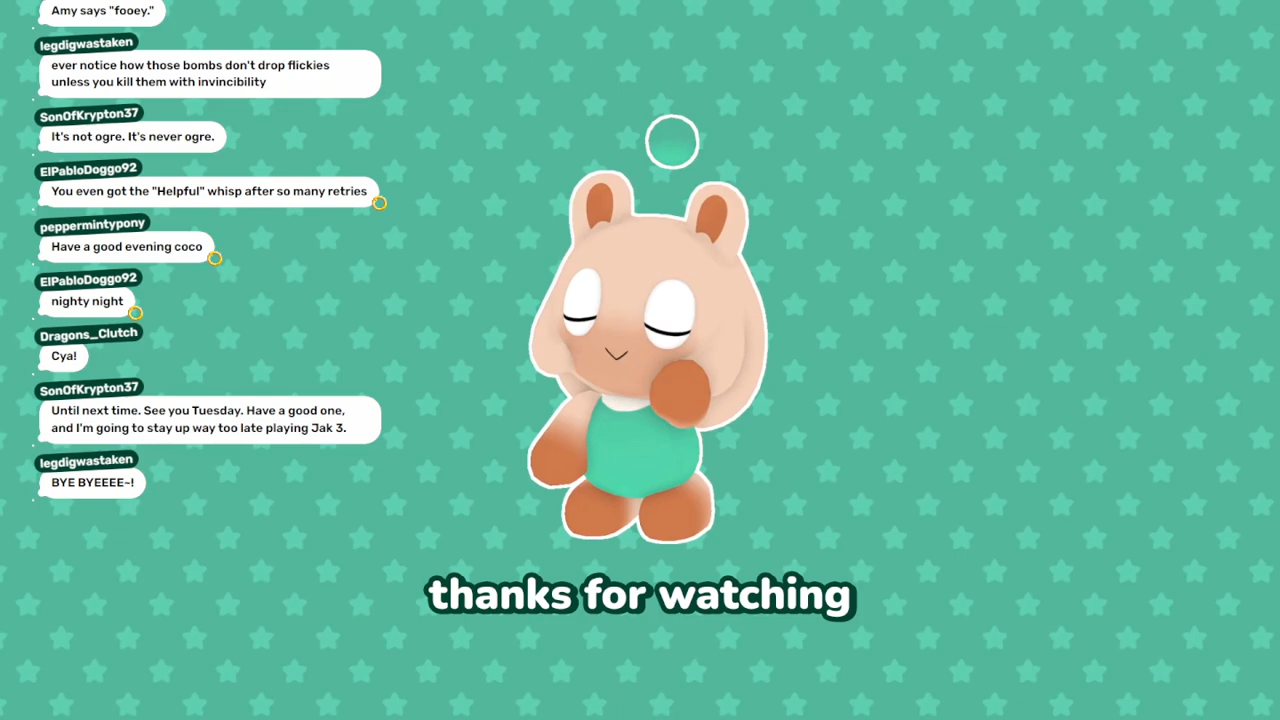 Amy says "fooey."
legdigwastaken
ever notice how those bombs don't drop flickies
unless you kill them with invincibility
SonOfKrypton37
It's not ogre. It's never ogre.
ElPabloDoggo92
You even got the "Helpful" whisp after so many retries
peppermintypony
Have a good evening coco
ElPabloDoggo92
nighty night
Dragons_Clutch
Cya!
SonOfKrypton37
Until next time. See you Tuesday. Have a good one,
and I'm going to stay up way too late playing Jak 3.
legdigwastaken
BYE BYEEEE~!
thanks for watching